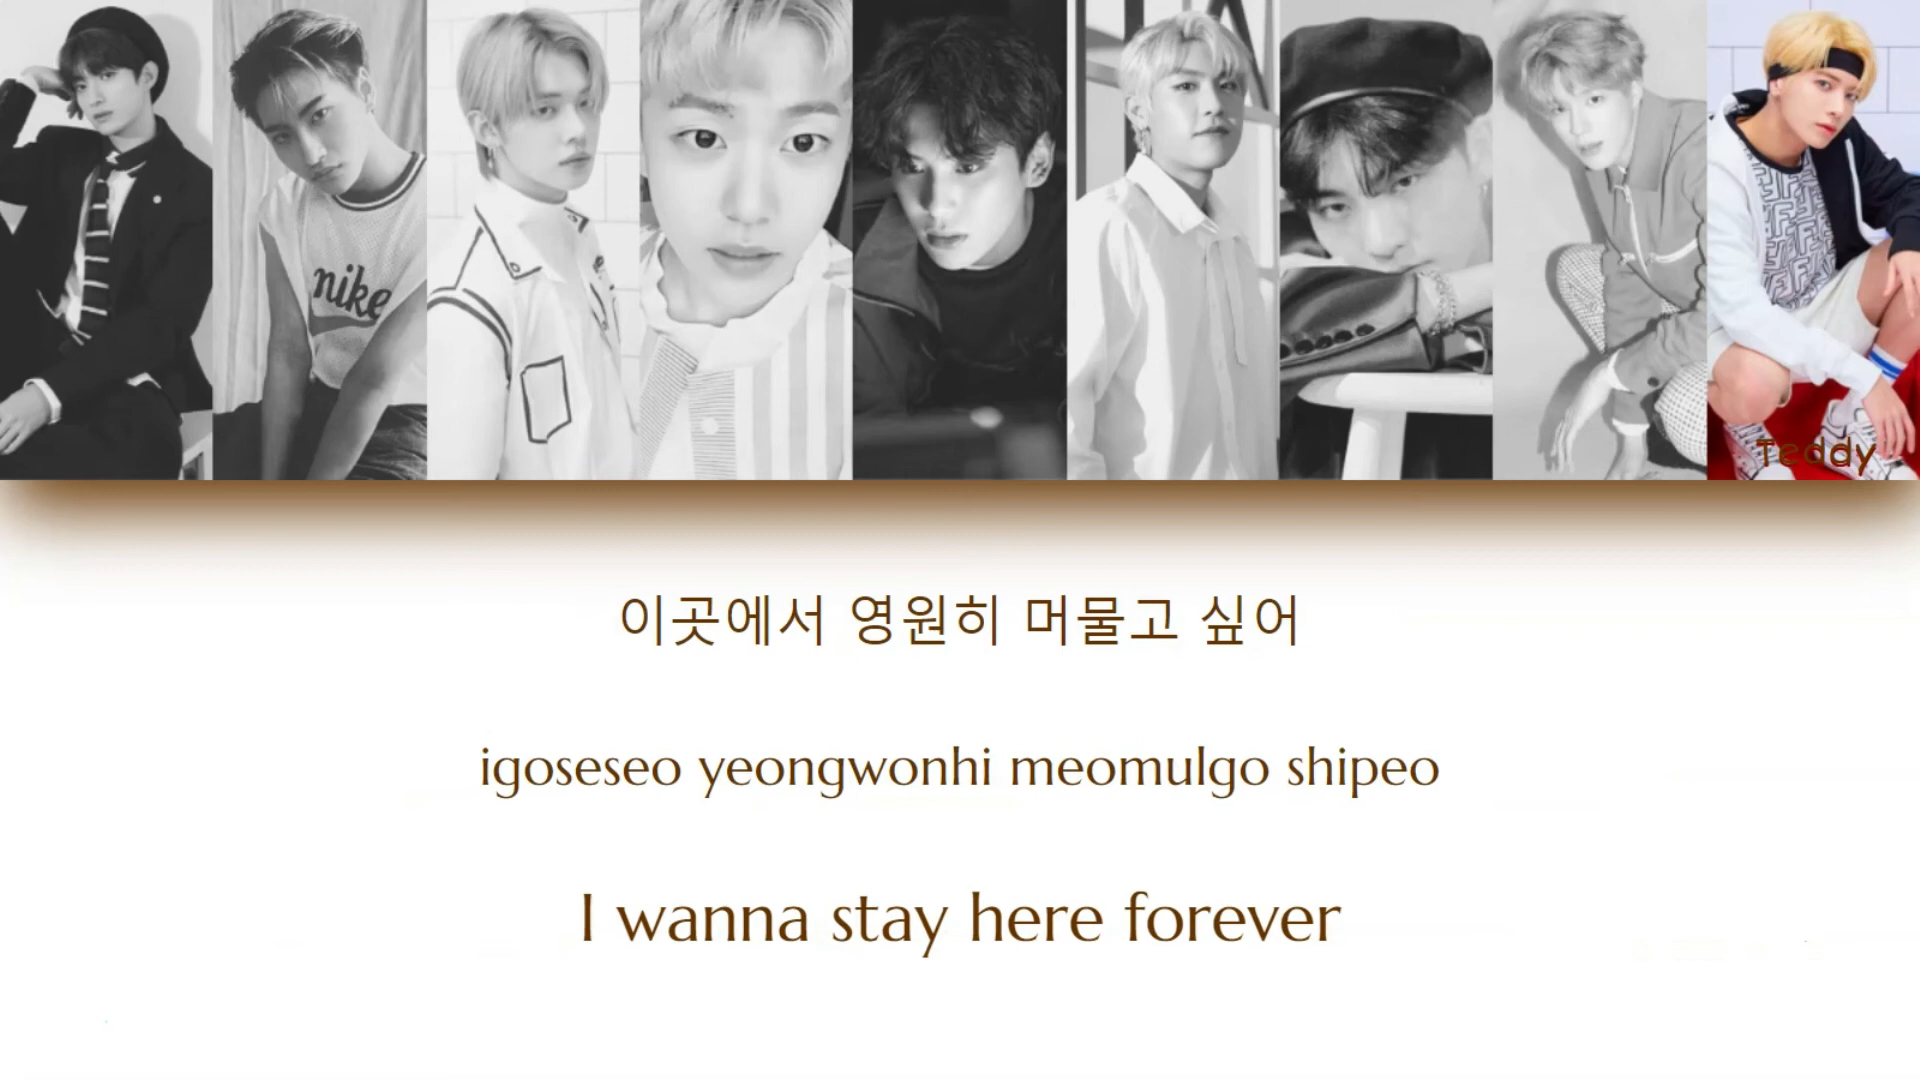 nike
Teddy
이곳에서 영원히 머물고 싶어
igoseseo yeongwonhi meomulgo shipeo
I wanna stay here forever